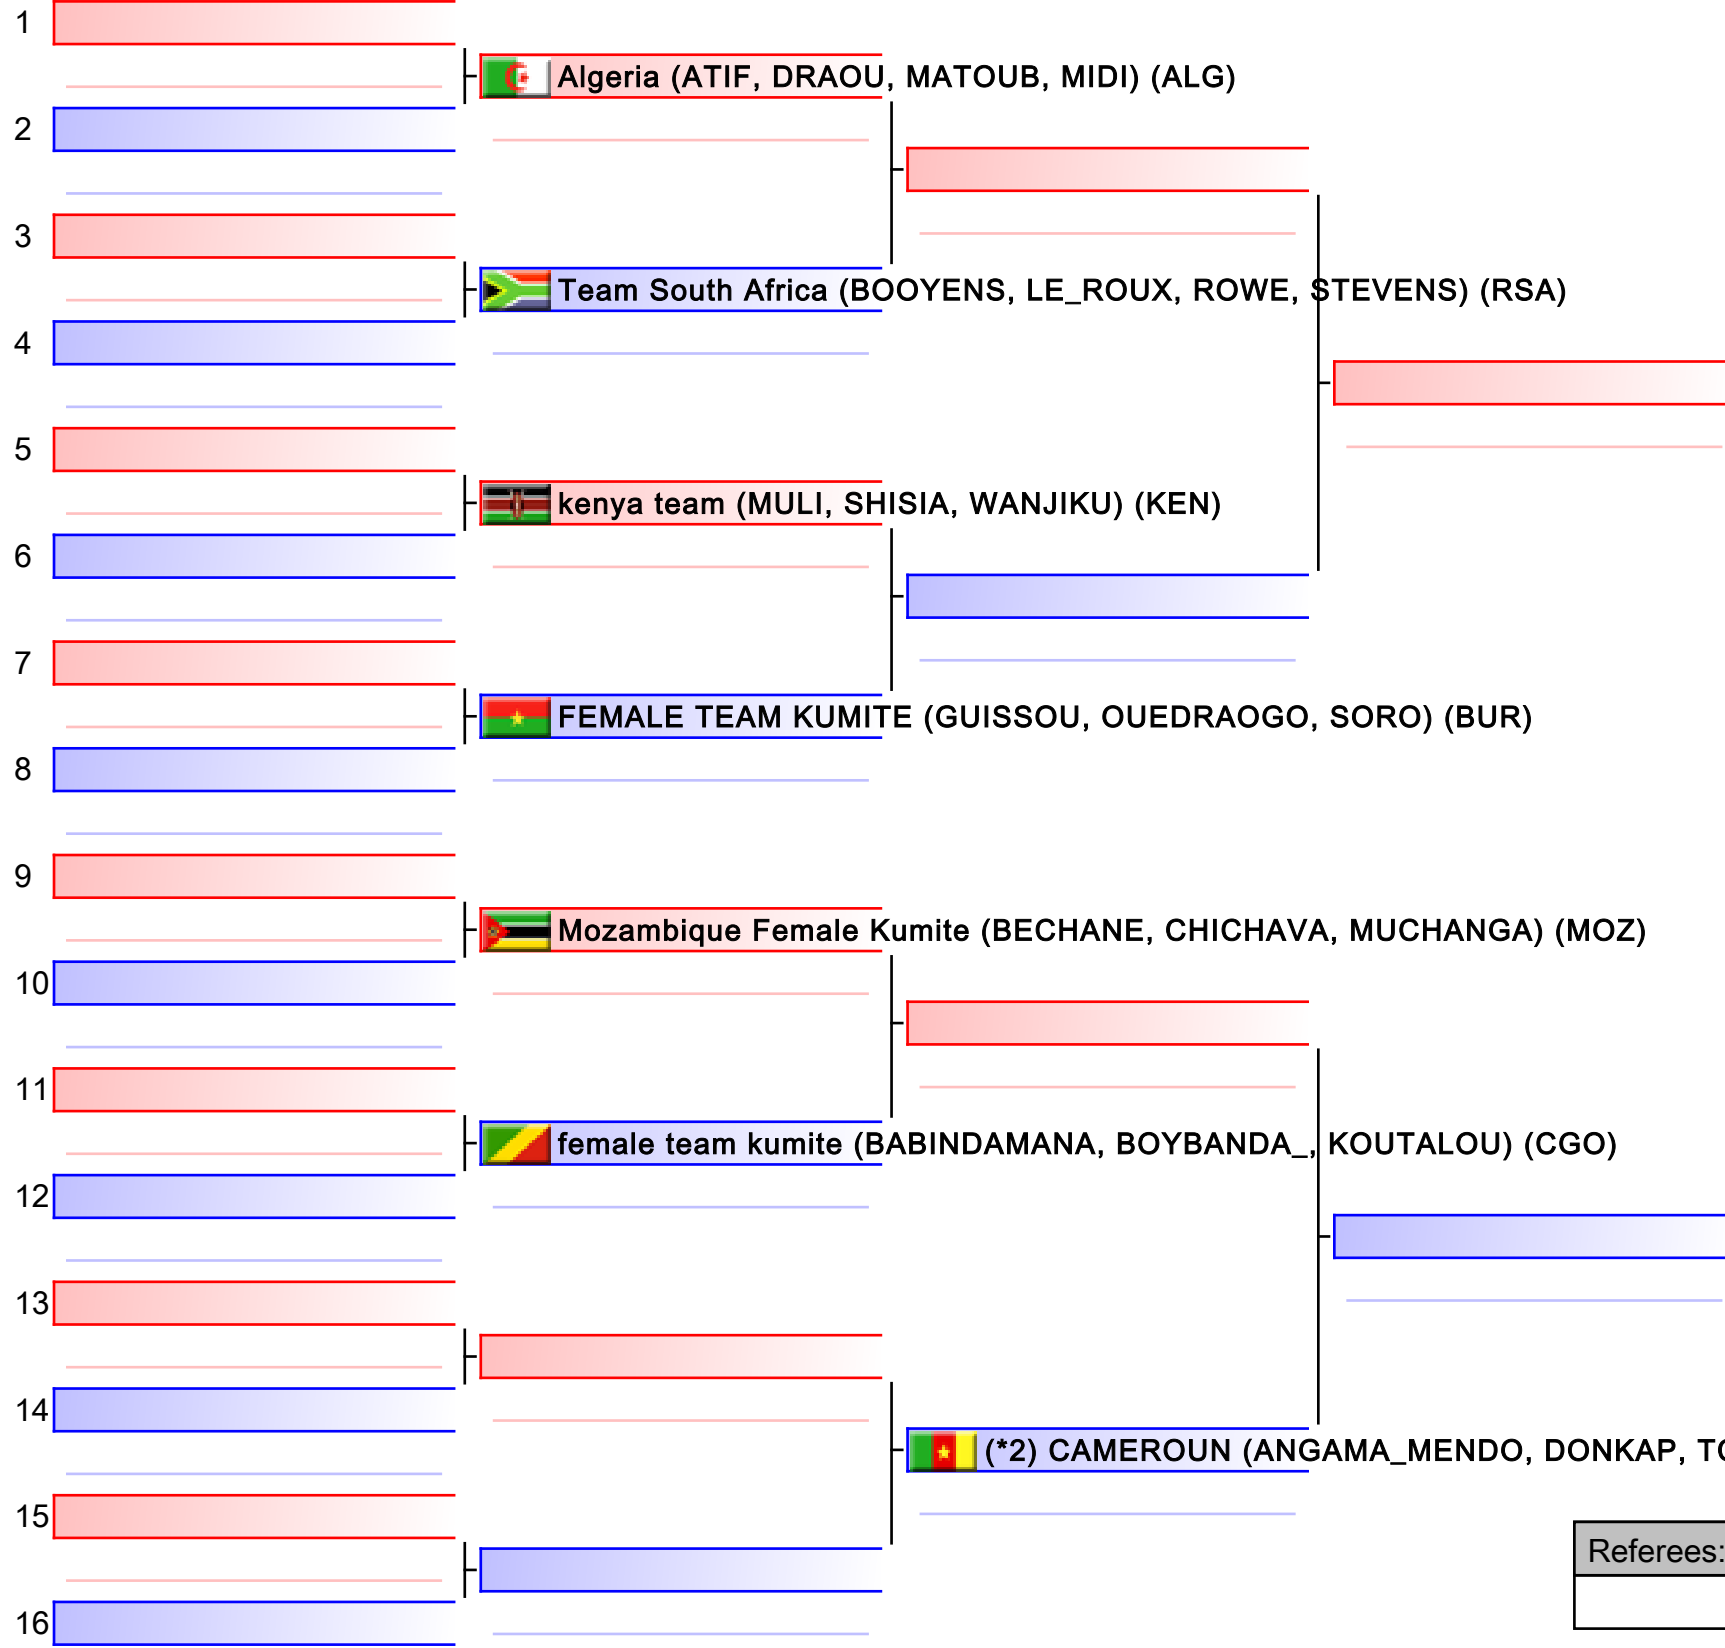 1
Algeria (ATIF, DRAOU, MATOUB, MIDI) (ALG)
2
3
Team South Africa (BOOYENS, LE_ROUX, ROWE, STEVENS) (RSA)
4
5
kenya team (MULI, SHISIA, WANJIKU) (KEN)
6
7
FEMALE TEAM KUMITE (GUISSOU, OUEDRAOGO, SORO) (BUR)
8
9
Mozambique Female Kumite (BECHANE, CHICHAVA, MUCHANGA) (MOZ)
10
11
female team kumite (BABINDAMANA, BOYBANDA_, KOUTALOU) (CGO)
12
13
14
(*2) CAMEROUN (ANGAMA_MENDO, DONKAP,
15
Referees:
16